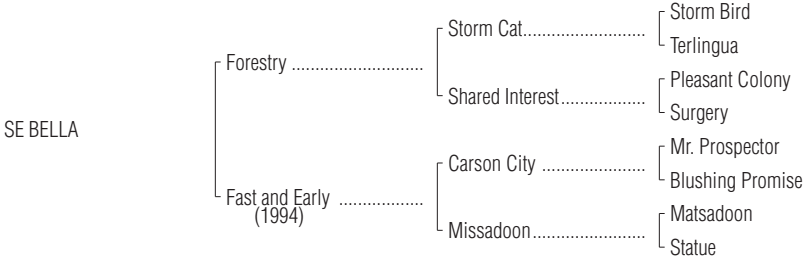 Storm Bird
Storm Cat..........................
Terlingua
Forestry ............................
Pleasant Colony
Shared Interest..................
Surgery
SE BELLA
Mr. Prospector
Carson City ......................
Blushing Promise
Fast and Early ..................
(1994)
Matsadoon
Missadoon........................
Statue